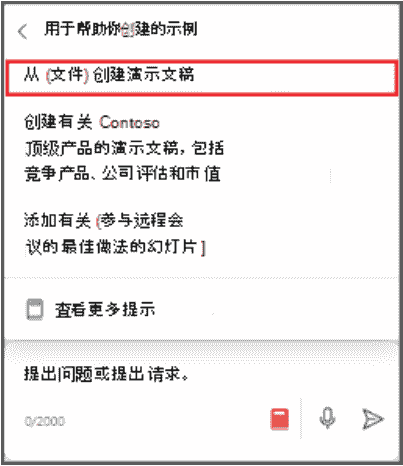 用于帮助你创建的示例
从 (文件) 创建演示文稿
创建有关 Contoso
顶级产品的演示文稿，包括
竞争产品、公司评估和市值
添加有关 (参与远程会
议的最佳做法的幻灯片]
查看更多提示
提出问题或提出请求。
0/2000